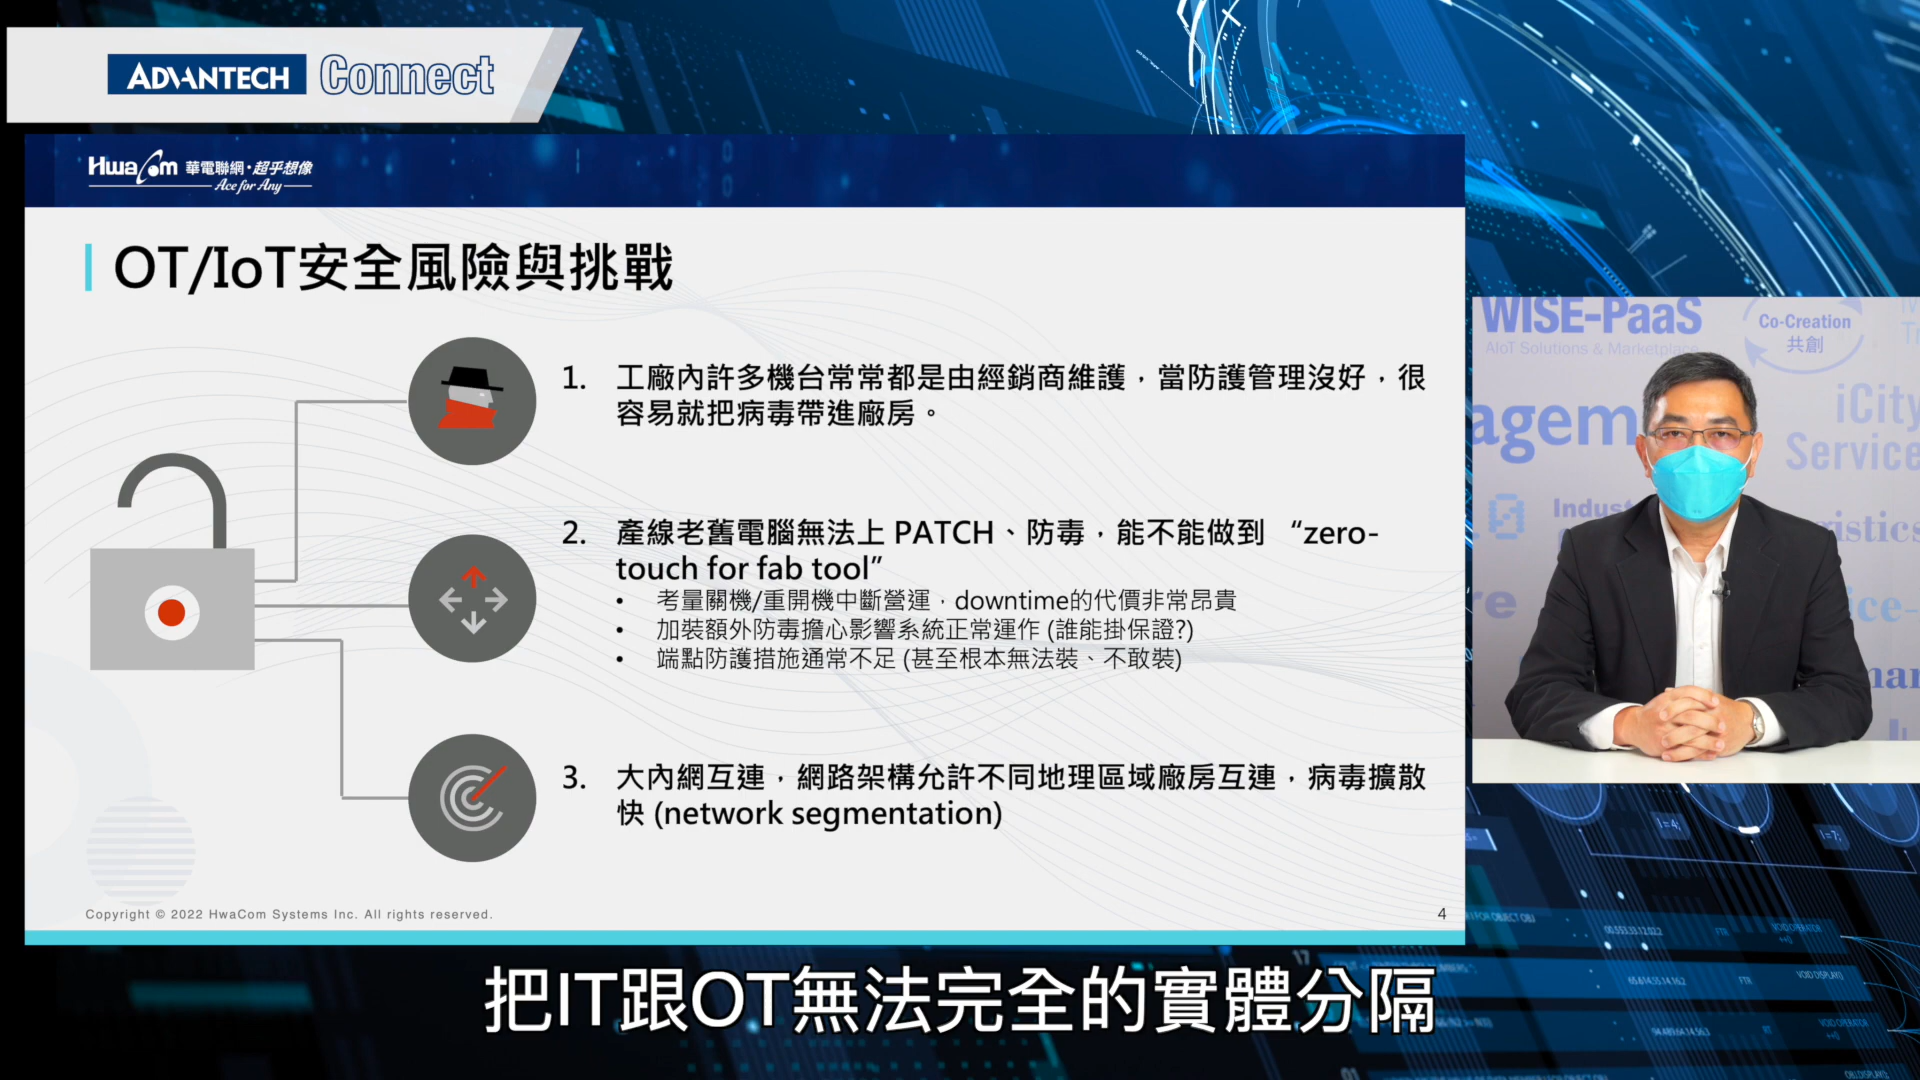 ADVANTECH Connect
HwaCom 華電聯網·超乎想像
Ace for Any
OT/IoT安全風險與挑戰
1. 工廠內許多機台常常都是由經銷商維護，當防護管理沒好，很
容易就把病毒帶進廠房。
2. 產線老舊電腦無法上 PATCH、防毒，能不能做到 “zero-
touch for fab tool”
• 考量關機/重開機中斷營運，downtime的代價非常昂貴
• 加裝額外防毒擔心影響系統正常運作 (誰能掛保證?)
• 端點防護措施通常不足 (甚至根本無法裝、不敢裝)
3. 大內網互連，網路架構允許不同地理區域廠房互連，病毒擴散
快 (network segmentation)
Copyright © 2022 HwaCom Systems Inc. All rights reserved.
4
WISE-PaaS
AIoT Solutions & Marketplace
Co-Creation
共創
agem
iCity
Service
Indust
istics
re
ice-
nar
I=4;
I=7;
17
01
把IT跟OT無法完全的實體分隔